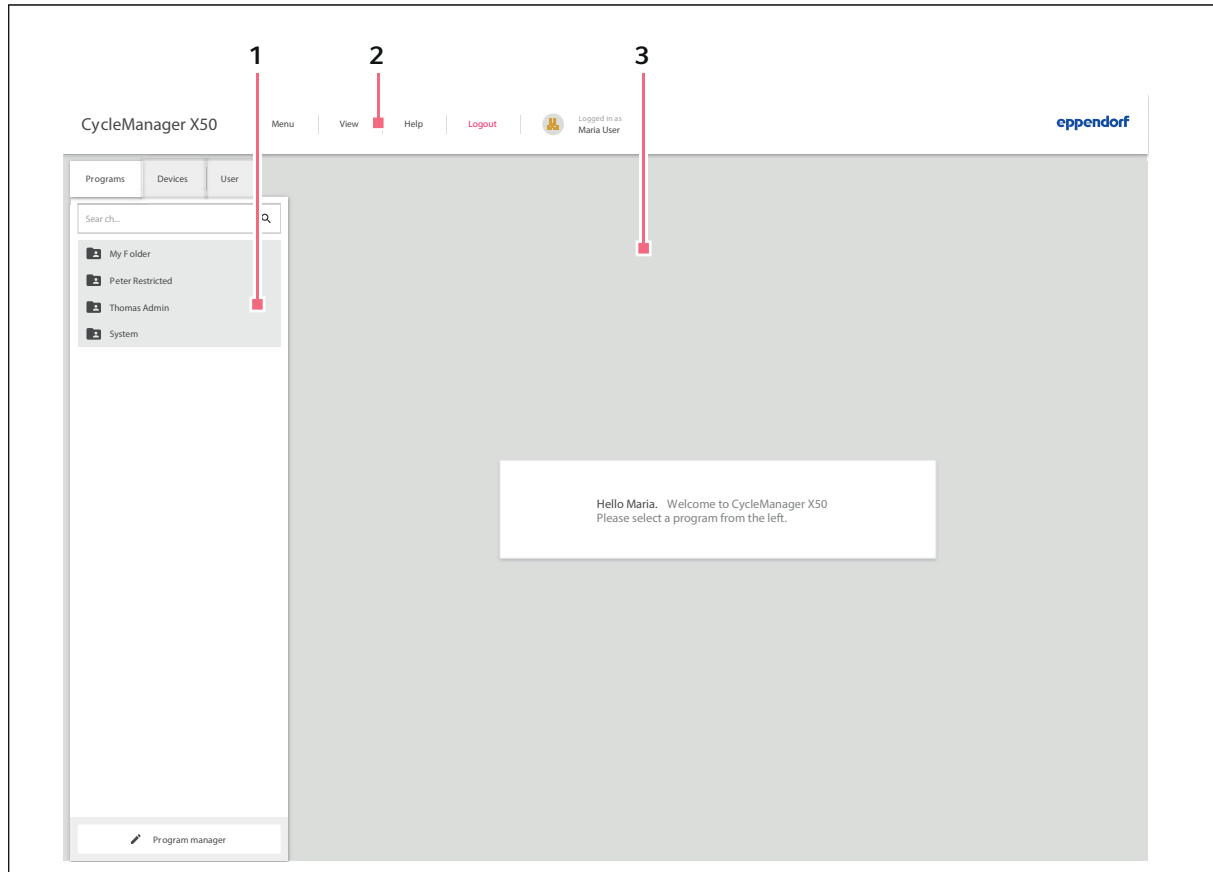 1 2 3
CycleManager X50 Menu View Help Logout Logged in as eppendorf
Maria User
Programs Devices User
Sear ch...
My Folder
Peter Restricted
Thomas Admin
System
Hello Maria. Welcome to CycleManager X50
Please select a program from the left.
Program manager